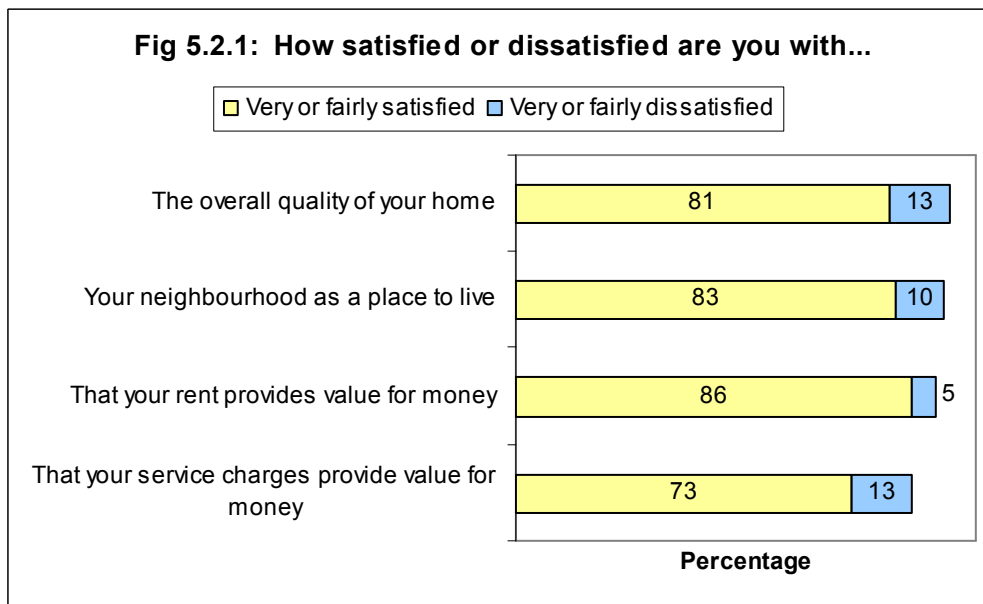 Fig 5.2.1: How satisfied or dissatisfied are you with...
Very or fairly satisfied Very or fairly dissatisfied
The overall quality of your home 81 13
Your neighbourhood as a place to live 83 10
That your rent provides value for money 86 5
That your service charges provide value for
money 73 13
Percentage